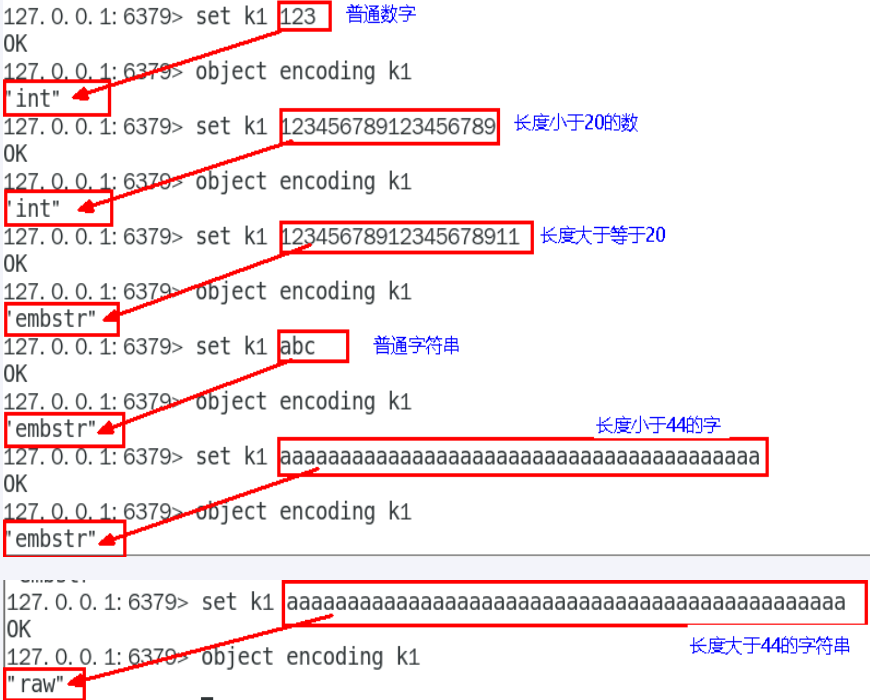 127.0.0.1:6379> set k1 123 普通数字
OK
127.0.0.1:6379> object encoding k1
"int"
127.0.0.1:6379> set k1 123456789123456789 长度小于20的数
OK
127.0.0.1:6379> object encoding k1
"int"
127.0.0.1:6379> set k1 12345678912345678911 长度大于等于20
OK
127.0.0.1:6379> object encoding k1
"embstr"
127.0.0.1:6379> set k1 abc 普通字符串
OK
127.0.0.1:6379> object encoding k1
"embstr"
长度小于44的字
127.0.0.1:6379> set k1 aaaaaaaaaaaaaaaaaaaaaaaaaaaaaaaaaaaaaaaa
OK
127.0.0.1:6379> object encoding k1
"embstr"
127.0.0.1:6379> set k1 aaaaaaaaaaaaaaaaaaaaaaaaaaaaaaaaaaaaaaaaaaaaaa
OK
长度大于44的字符串
127.0.0.1:6379> object encoding k1
"raw"